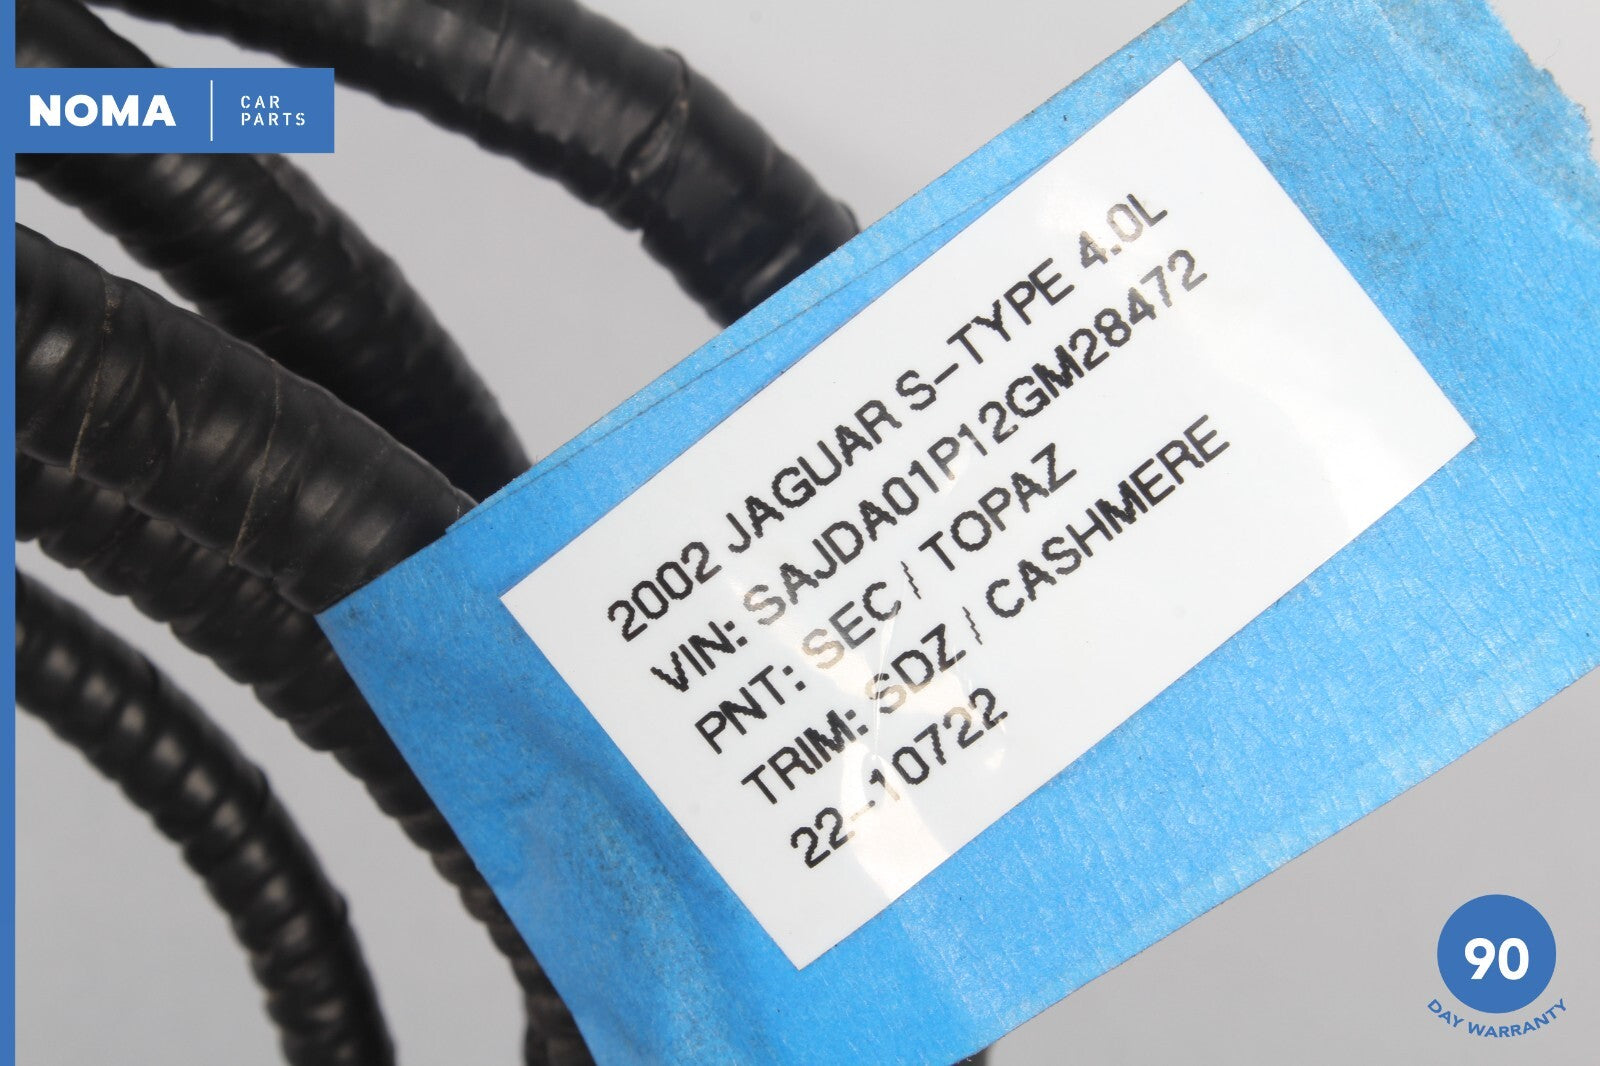 NOMA
CAR
PARTS
2002 JAGUAR S-TYPE 4.0L
VIN: SAJDA01P12GM28472
PNT: SEC / TOPAZ
TRIM: SDZ / CASHMERE
22-10722
90
DAY WARRANTY